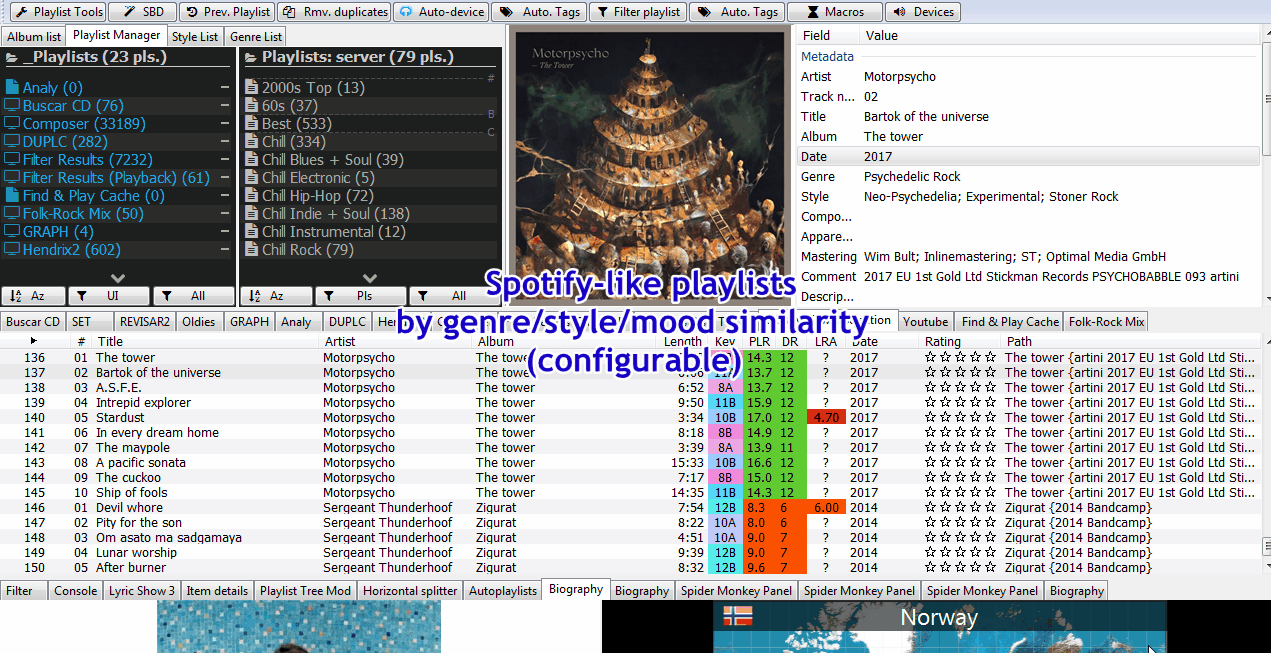 Playlist Tools SBD Prev. Playlist Rmv. duplicates Auto-device Auto. Tags Filter playlist Auto. Tags Macros Devices
Album list Playlist Manager Style List Genre List
_Playlists (23 pls.)
Analy (0)
Buscar CD (76)
Composer (33189)
DUPLC (282)
Filter Results (7232)
Filter Results (Playback) (61)
Find & Play Cache (0)
Folk-Rock Mix (50)
GRAPH (4)
Hendrix2 (602)
Az UI All
Playlists: server (79 pls.)
#
2000s Top (13)
60s (37)
B
Best (533)
C
Chill (334)
Chill Blues + Soul (39)
Chill Electronic (5)
Chill Hip-Hop (72)
Chill Indie + Soul (138)
Chill Instrumental (12)
Chill Rock (79)
Az Pls All
Motorpsycho
– The Tower
Field Value
Metadata
Artist Motorpsycho
Track n... 02
Title Bartok of the universe
Album The tower
Date 2017
Genre Psychedelic Rock
Style Neo-Psychedelia; Experimental; Stoner Rock
Compo...
Appare...
Mastering Wim Bult; Inlinemastering; ST; Optimal Media GmbH
Comment 2017 EU 1st Gold Ltd Stickman Records PSYCHOBABBLE 093 artini
Descrip...
Spotify-like playlists
by genre/style/mood similarity
(configurable)
Buscar CD SET REVISAR2 Oldies GRAPH Analy DUPLC Youtube Find & Play Cache Folk-Rock Mix
# Title Artist Album Length Key PLR DR LRA Date Rating Path
136 01 The tower Motorpsycho The tower 14.3 12 ? 2017 The tower {artini 2017 EU 1st Gold Ltd Sti...
137 02 Bartok of the universe Motorpsycho The tower 13.7 12 ? 2017 The tower {artini 2017 EU 1st Gold Ltd Sti...
138 03 A.S.F.E. Motorpsycho The tower 6:52 8A 13.7 12 ? 2017 The tower {artini 2017 EU 1st Gold Ltd Sti...
139 04 Intrepid explorer Motorpsycho The tower 9:50 11B 15.9 12 ? 2017 The tower {artini 2017 EU 1st Gold Ltd Sti...
140 05 Stardust Motorpsycho The tower 3:34 10B 17.0 12 4.70 2017 The tower {artini 2017 EU 1st Gold Ltd Sti...
141 06 In every dream home Motorpsycho The tower 8:18 8B 14.9 12 ? 2017 The tower {artini 2017 EU 1st Gold Ltd Sti...
142 07 The maypole Motorpsycho The tower 3:39 8A 13.9 11 ? 2017 The tower {artini 2017 EU 1st Gold Ltd Sti...
143 08 A pacific sonata Motorpsycho The tower 15:33 10B 16.6 12 ? 2017 The tower {artini 2017 EU 1st Gold Ltd Sti...
144 09 The cuckoo Motorpsycho The tower 7:17 8B 15.0 12 ? 2017 The tower {artini 2017 EU 1st Gold Ltd Sti...
145 10 Ship of fools Motorpsycho The tower 14:35 11B 14.3 12 ? 2017 The tower {artini 2017 EU 1st Gold Ltd Sti...
146 01 Devil whore Sergeant Thunderhoof Zigurat 7:54 12B 8.3 6 6.00 2014 Zigurat {2014 Bandcamp}
147 02 Pity for the son Sergeant Thunderhoof Zigurat 8:22 10A 8.0 6 ? 2014 Zigurat {2014 Bandcamp}
148 03 Om asato ma sadgamaya Sergeant Thunderhoof Zigurat 4:51 10A 9.0 7 ? 2014 Zigurat {2014 Bandcamp}
149 04 Lunar worship Sergeant Thunderhoof Zigurat 9:39 12B 9.0 7 ? 2014 Zigurat {2014 Bandcamp}
150 05 After burner Sergeant Thunderhoof Zigurat 8:32 12B 9.6 7 ? 2014 Zigurat {2014 Bandcamp}
Filter Console Lyric Show 3 Item details Playlist Tree Mod Horizontal splitter Autoplaylists Biography Biography Spider Monkey Panel Spider Monkey Panel Spider Monkey Panel Biography
Norway